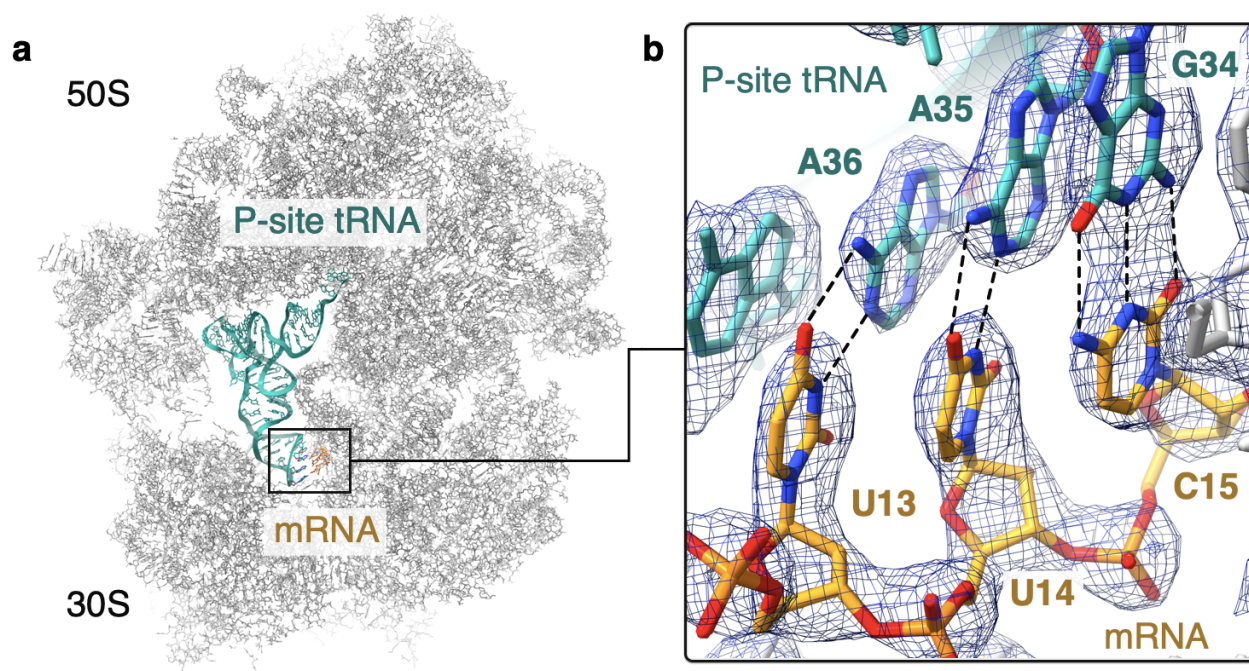 a
50S
P-site tRNA
mRNA
30S
b
P-site tRNA
G34
A35
A36
U13
C15
U14
mRNA